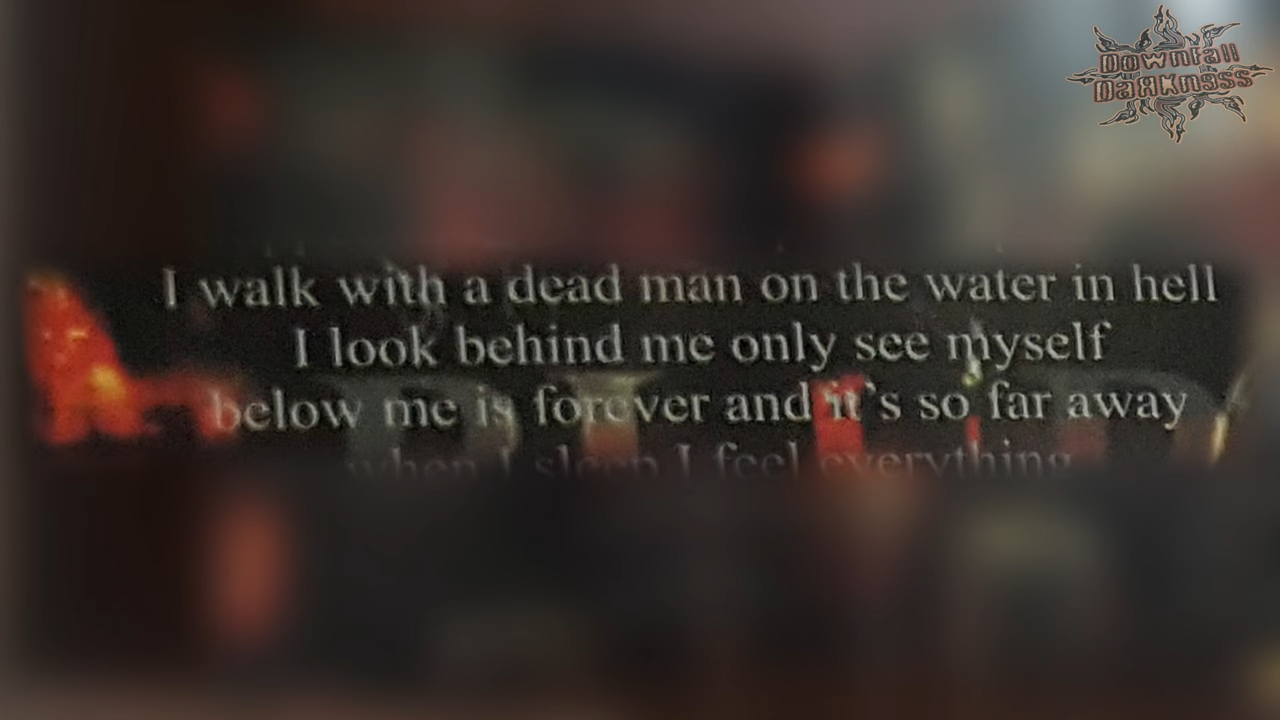 Downfall
DaRkness
I walk with a dead man on the water in hell
I look behind me only see myself
below me is forever and it's so far away
when I sleep I feel everything